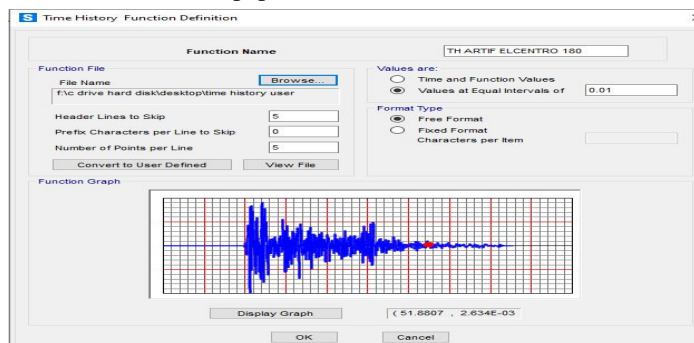 S Time History Function Definition
Function Name
TH ARTIF ELCENTRO 180
Function File
File Name
Browse...
f:\c drive hard disk\desktop\time history user
Header Lines to Skip
5
Prefix Characters per Line to Skip
0
Number of Points per Line
5
Convert to User Defined
View File
Values are:
Time and Function Values
Values at Equal Intervals of
0.01
Format Type
Free Format
Fixed Format
Characters per Item
Function Graph
Display Graph
( 51.8807 , 2.634E-03
OK
Cancel